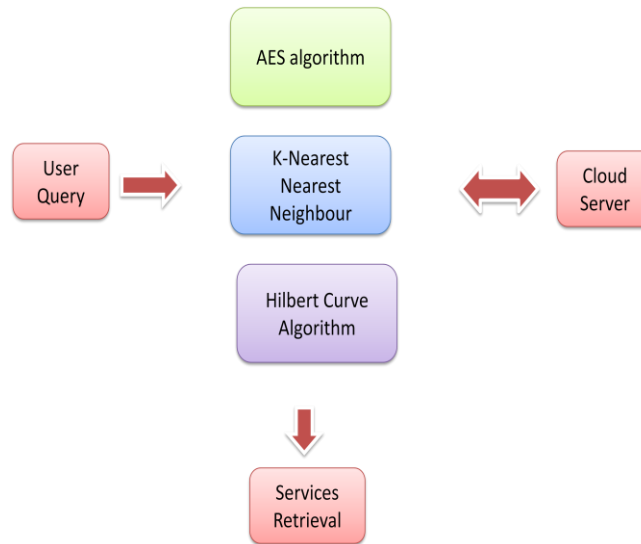 AES algorithm
User
Query
K-Nearest
Nearest
Neighbour
Cloud
Server
Hilbert Curve
Algorithm
Services
Retrieval